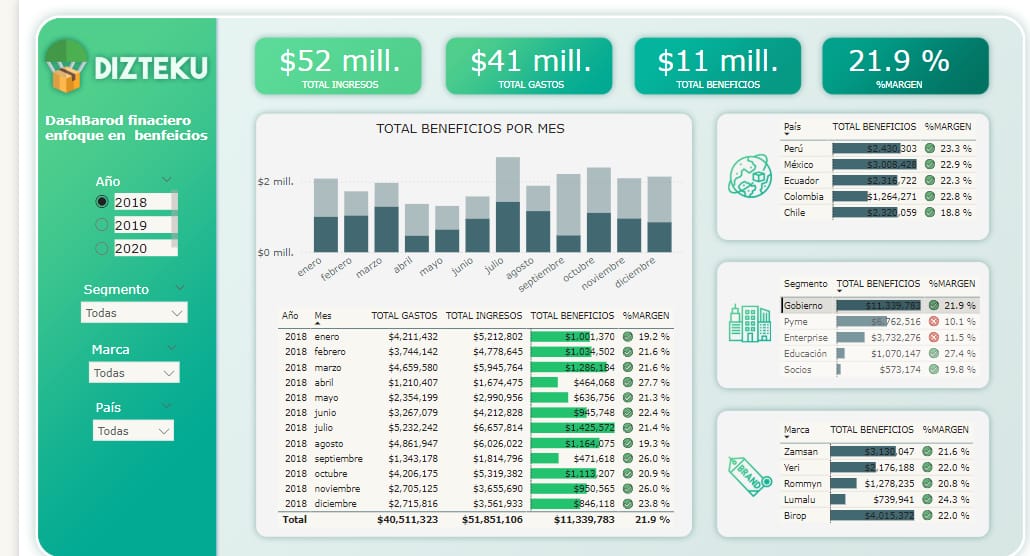 DIZTEKU
DashBarod finaciero
enfoque en benfeicios
Año
2018
2019
2020
Segmento
Todas
Marca
Todas
País
Todas
$52 mill.
TOTAL INGRESOS
$41 mill.
TOTAL GASTOS
$11 mill.
TOTAL BENEFICIOS
21.9 %
%MARGEN
TOTAL BENEFICIOS POR MES
$2 mill.
$0 mill.
enero
febrero
marzo
abril
mayo
junio
julio
agosto
septiembre
octubre
noviembre
diciembre
Año Mes TOTAL GASTOS TOTAL INGRESOS TOTAL BENEFICIOS %MARGEN
2018 enero $4,211,432 $5,212,802 $1,001,370 19.2 %
2018 febrero $3,744,142 $4,778,645 $1,034,502 21.6 %
2018 marzo $4,659,580 $5,945,764 $1,286,184 21.6 %
2018 abril $1,210,407 $1,674,475 $464,068 27.7 %
2018 mayo $2,354,199 $2,990,956 $636,756 21.3 %
2018 junio $3,267,079 $4,212,828 $945,748 22.4 %
2018 julio $5,232,242 $6,657,814 $1,425,572 21.4 %
2018 agosto $4,861,947 $6,026,022 $1,164,075 19.3 %
2018 septiembre $1,343,178 $1,814,796 $471,618 26.0 %
2018 octubre $4,206,175 $5,319,382 $1,113,207 20.9 %
2018 noviembre $2,705,125 $3,655,690 $950,565 26.0 %
2018 diciembre $2,715,816 $3,561,933 $846,118 23.8 %
Total $40,511,323 $51,851,106 $11,339,783 21.9 %
País TOTAL BENEFICIOS %MARGEN
Perú $2,430,303 23.3 %
México $3,008,428 22.9 %
Ecuador $2,316,722 22.3 %
Colombia $1,264,271 22.8 %
Chile $2,320,059 18.8 %
Segmento TOTAL BENEFICIOS %MARGEN
Gobierno $11,339,783 21.9 %
Pyme $6,762,516 10.1 %
Enterprise $3,732,276 11.5 %
Educación $1,070,147 27.4 %
Socios $573,174 19.8 %
BRAND
Marca TOTAL BENEFICIOS %MARGEN
Zamsan $3,130,047 21.6 %
Yeri $2,176,188 22.0 %
Rommyn $1,278,235 20.8 %
Lumalu $739,941 24.3 %
Birop $4,015,372 22.0 %